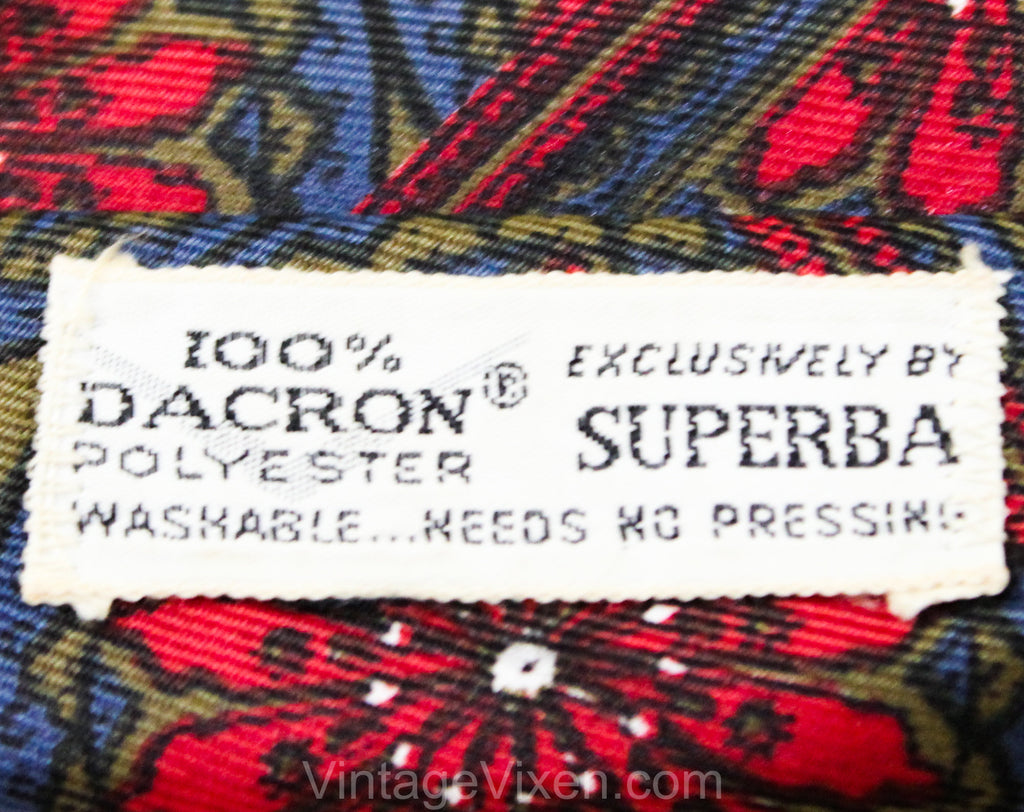 100%
DACRON®
POLYESTER
WASHABLE...NEEDS NO PRESSING
EXCLUSIVELY BY
SUPERBA
VintageVixen.com